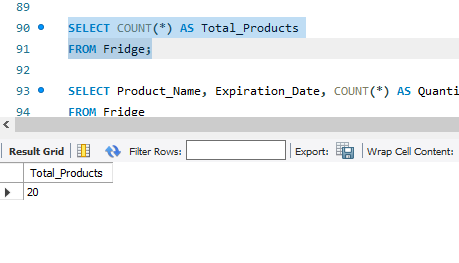 89
90 SELECT COUNT(*) AS Total_Products
91 FROM Fridge;
92
93 SELECT Product_Name, Expiration_Date, COUNT(*) AS Quanti
94 FROM Fridge
Result Grid Filter Rows: Export: Wrap Cell Content:
Total_Products
20